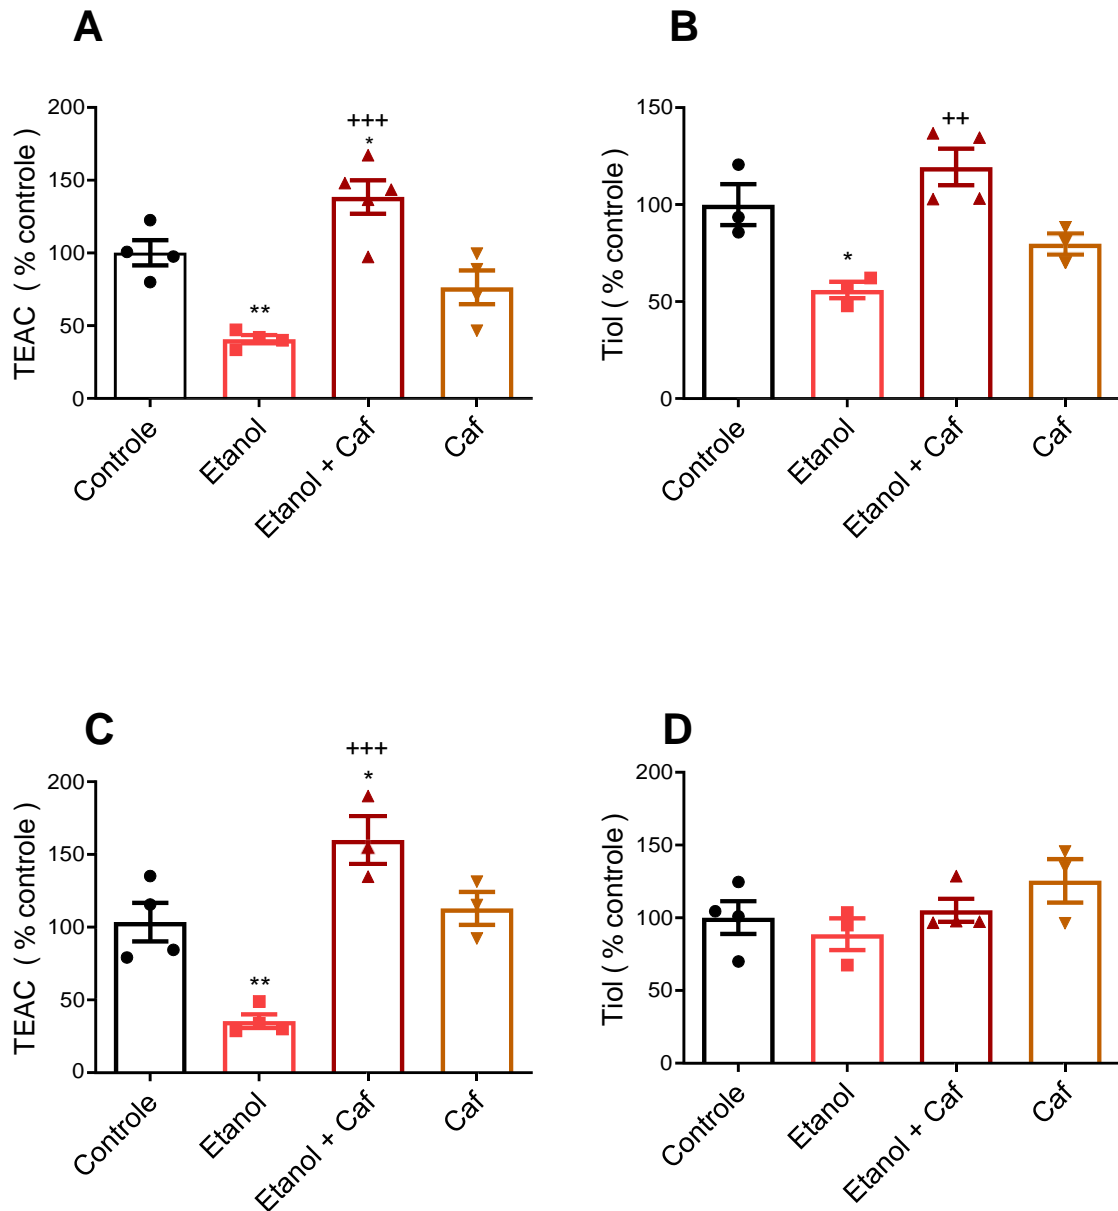 A
TEAC ( % controle )
200
150
100
50
0
+++
*
**
Controle
Etanol
Etanol + Caf
Caf
B
Tiol ( % controle )
150
100
50
0
++
*
Controle
Etanol
Etanol + Caf
Caf
C
TEAC ( % controle )
200
150
100
50
0
+++
*
**
Controle
Etanol
Etanol + Caf
Caf
D
Tiol ( % controle )
200
150
100
50
0
Controle
Etanol
Etanol + Caf
Caf